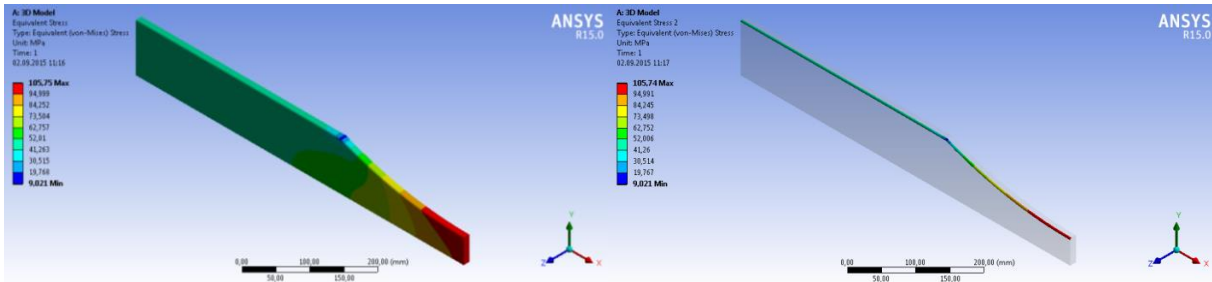 A: 3D Model
Equivalent Stress
Type: Equivalent (von-Mises) Stress
Unit: MPa
Time: 1
02.09.2015 11:16
105,75 Max
94,999
84,252
73,504
62,757
52,01
41,263
30,515
19,768
9,021 Min
ANSYS
R15.0
0,00 100,00 200,00 (mm)
50,00 150,00
Y
Z
X
A: 3D Model
Equivalent Stress 2
Type: Equivalent (von-Mises) Stress
Unit: MPa
Time: 1
02.09.2015 11:17
105,74 Max
94,991
84,245
73,498
62,752
52,006
41,26
30,514
19,767
9,021 Min
ANSYS
R15.0
0,00 100,00 200,00 (mm)
50,00 150,00
Y
Z
X